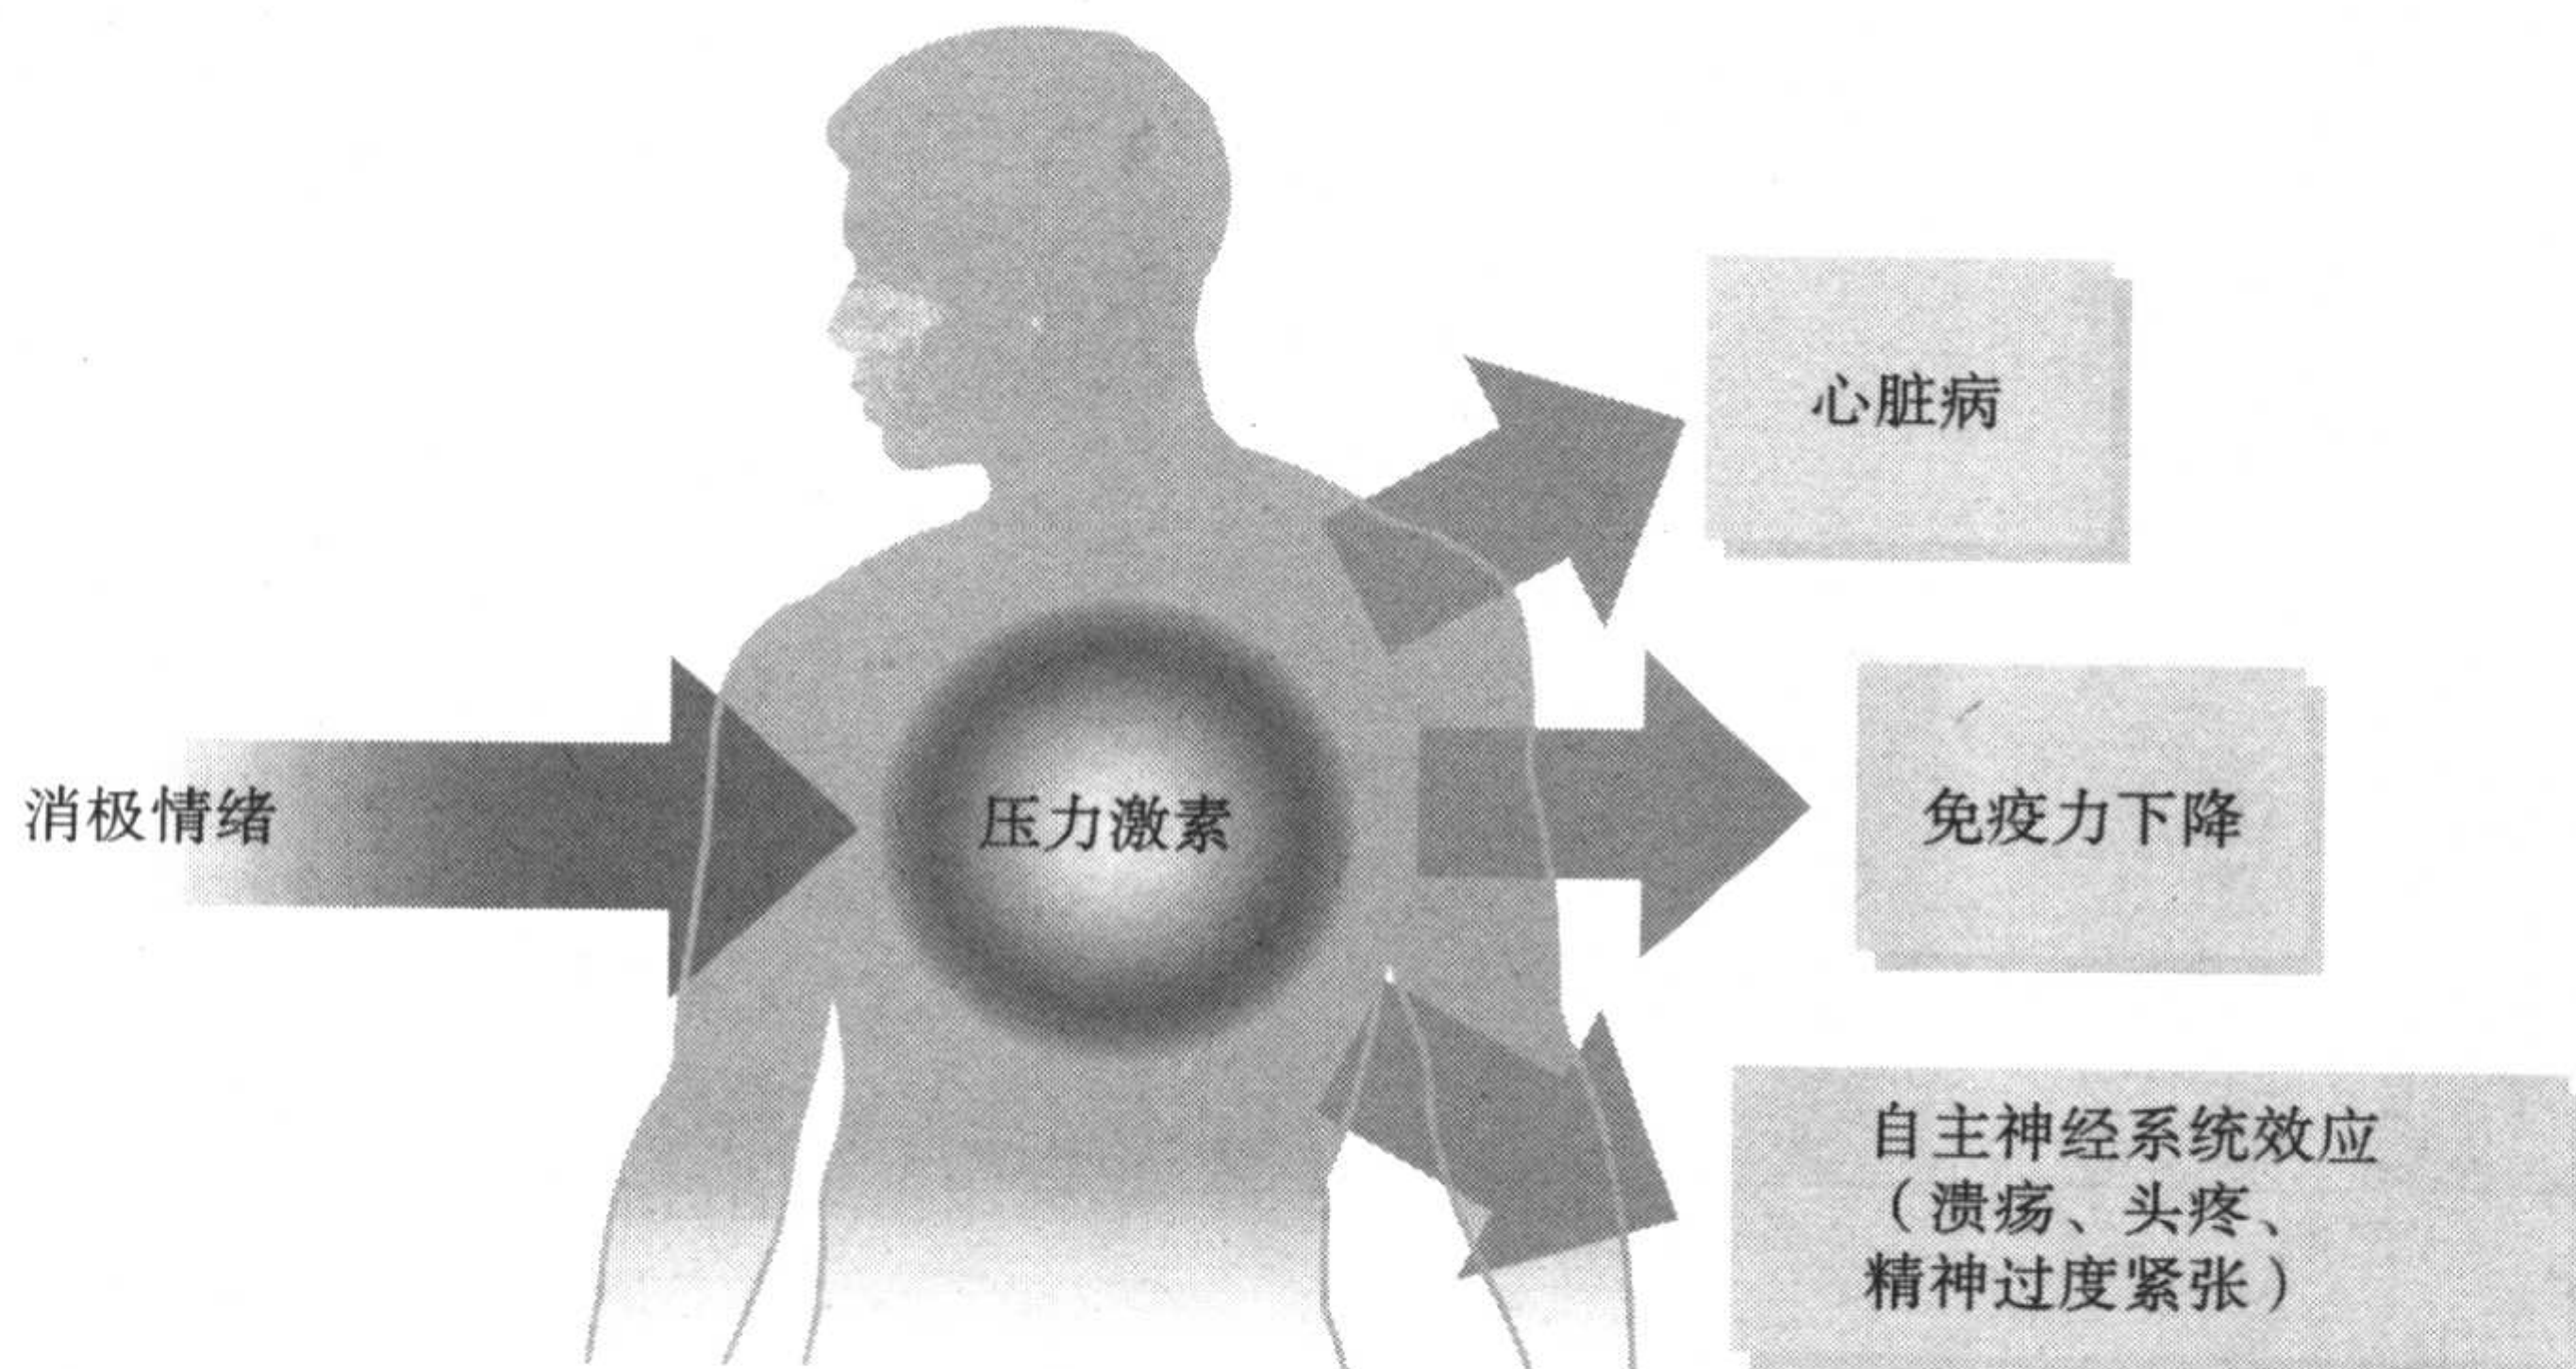 心脏病
消极情绪
压力激素
免疫力下降
自主神经系统效应
（溃疡、头疼、
精神过度紧张）